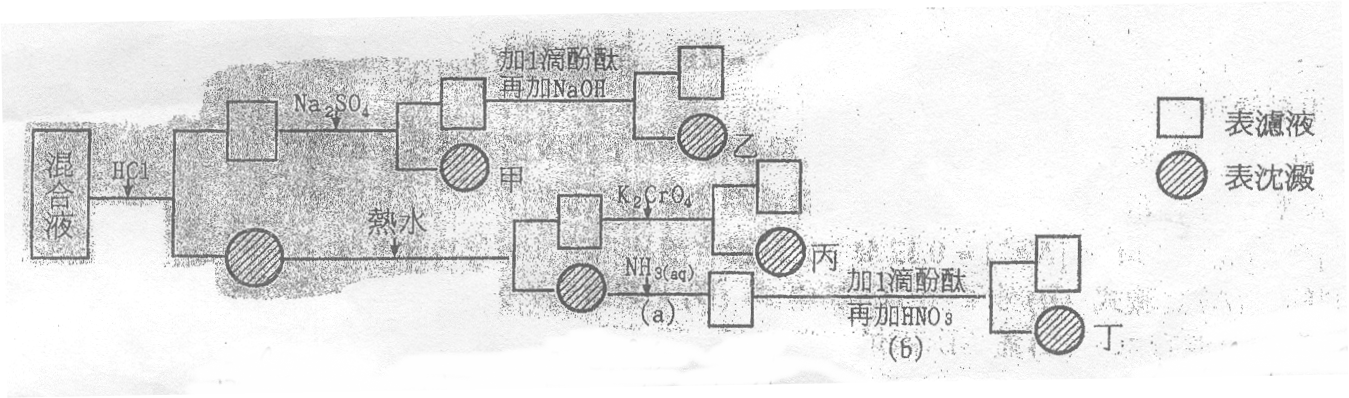 混合液
HCl
Na₂SO₄
甲
加1滴酚酞
再加NaOH
乙
熱水
K₂CrO₄
丙
NH₃(aq)
(a)
加1滴酚酞
再加HNO₃
(b)
丁
表濾液
表沈澱